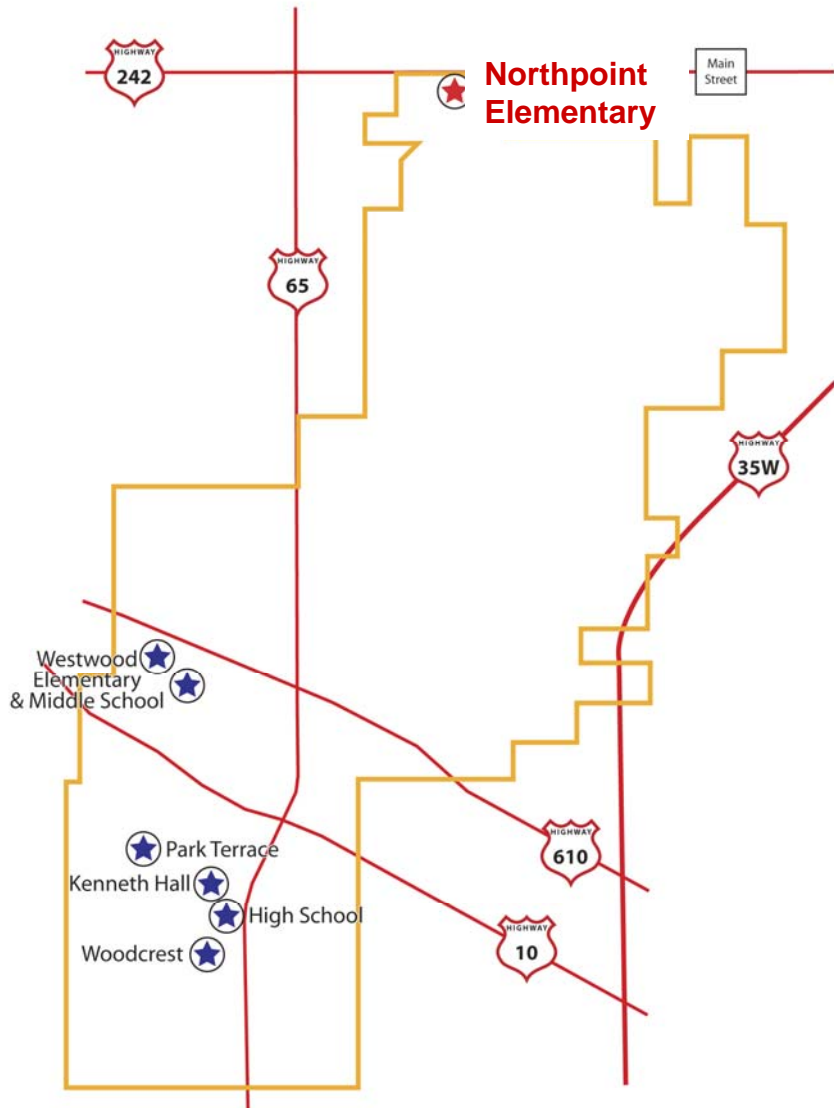 HIGHWAY
242
Northpoint
Elementary
Main
Street
HIGHWAY
65
HIGHWAY
35W
Westwood
Elementary
& Middle School
Park Terrace
HIGHWAY
610
Kenneth Hall
High School
HIGHWAY
10
Woodcrest